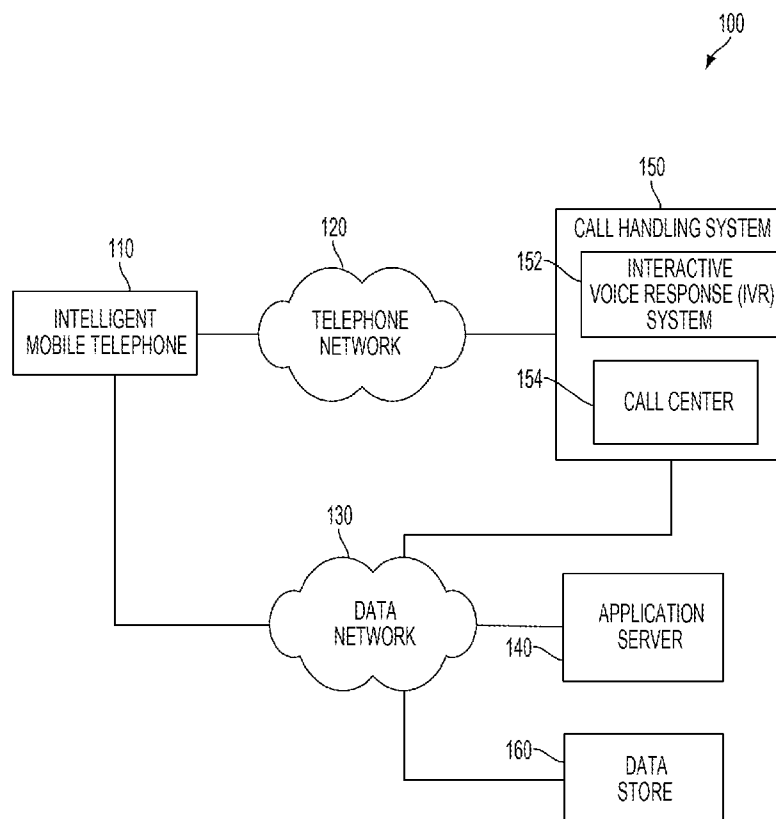 100
150
CALL HANDLING SYSTEM
152
INTERACTIVE
VOICE RESPONSE (IVR)
SYSTEM
120
110
INTELLIGENT
MOBILE TELEPHONE
TELEPHONE
NETWORK
154
CALL CENTER
130
DATA
NETWORK
APPLICATION
SERVER
140
160
DATA
STORE